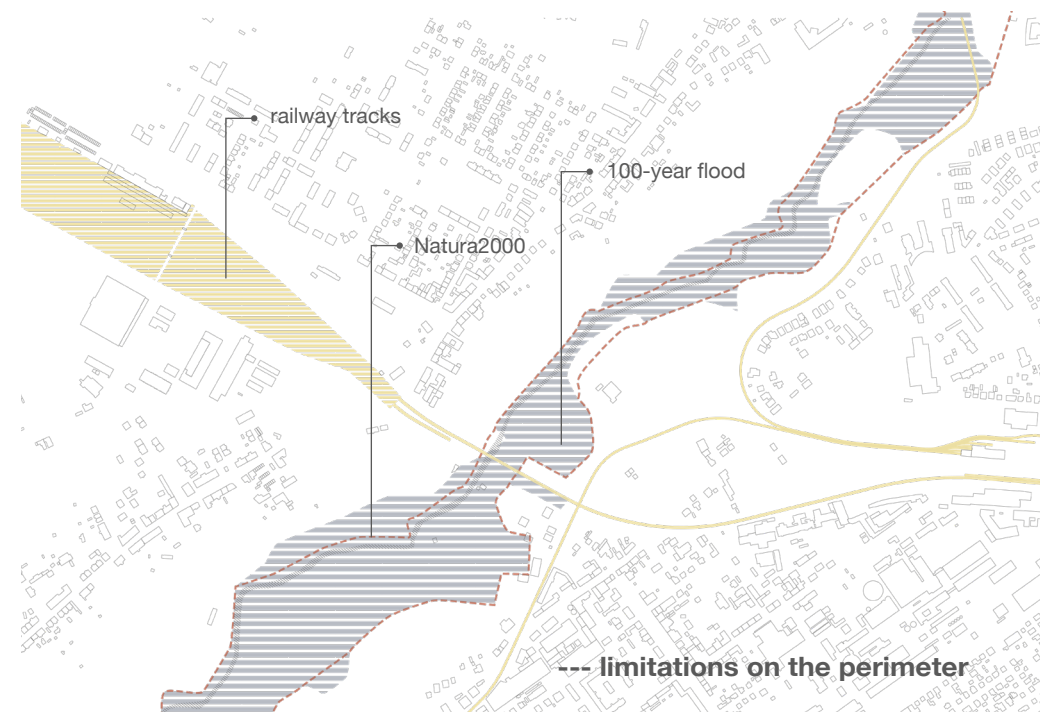 railway tracks
100-year flood
Natura2000
--- limitations on the perimeter